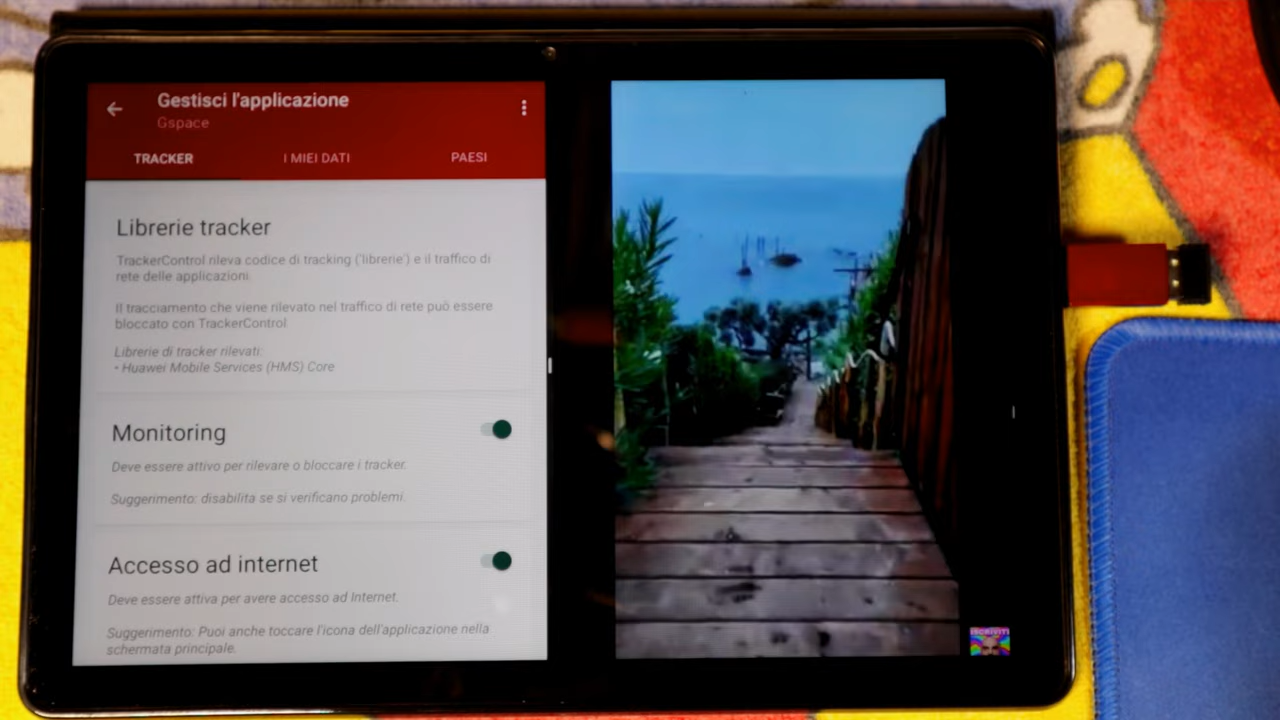 Gestisci l'applicazione
Gspace
TRACKER
I MIEI DATI
PAESI
Librerie tracker
TrackerControl rileva codice di tracking ('librerie') e il traffico di
rete delle applicazioni.
Il tracciamento che viene rilevato nel traffico di rete può essere
bloccato con TrackerControl
Librerie di tracker rilevati:
• Huawei Mobile Services (HMS) Core
Monitoring
Deve essere attivo per rilevare o bloccare i tracker.
Suggerimento: disabilita se si verificano problemi.
Accesso ad internet
Deve essere attiva per avere accesso ad Internet.
Suggerimento: Puoi anche toccare l'icona dell'applicazione nella
schermata principale.
ISCRIVITI